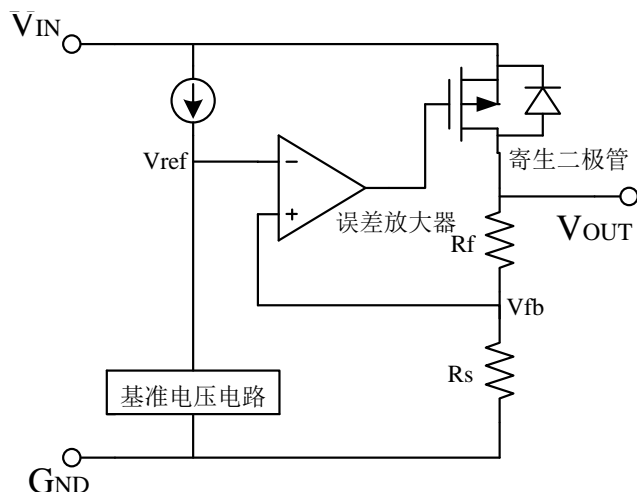 VIN
Vref
−
+
误差放大器
寄生二极管
VOUT
Rf
Vfb
Rs
基准电压电路
GND